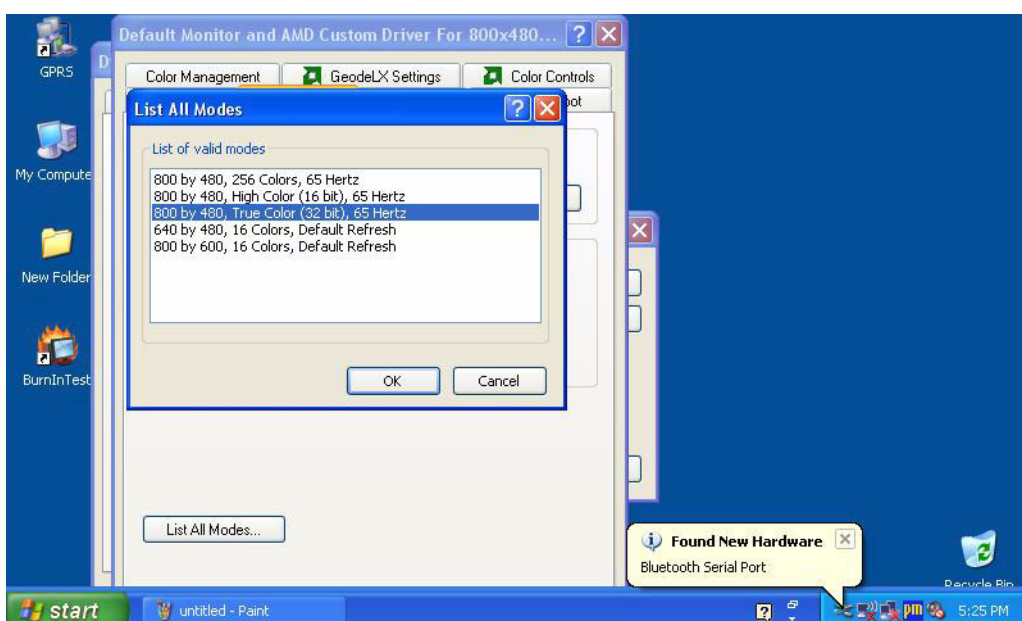 GPRS
My Compute
New Folder
BurnInTest
Default Monitor and AMD Custom Driver For 800x480...
D
Color Management
GeodeLX Settings
Color Controls
ot
List All Modes
List of valid modes
800 by 480, 256 Colors, 65 Hertz
800 by 480, High Color (16 bit), 65 Hertz
800 by 480, True Color (32 bit), 65 Hertz
640 by 480, 16 Colors, Default Refresh
800 by 600, 16 Colors, Default Refresh
OK
Cancel
List All Modes...
Found New Hardware
Bluetooth Serial Port
Recycle Bin
start
untitled - Paint
pm
5:25 PM